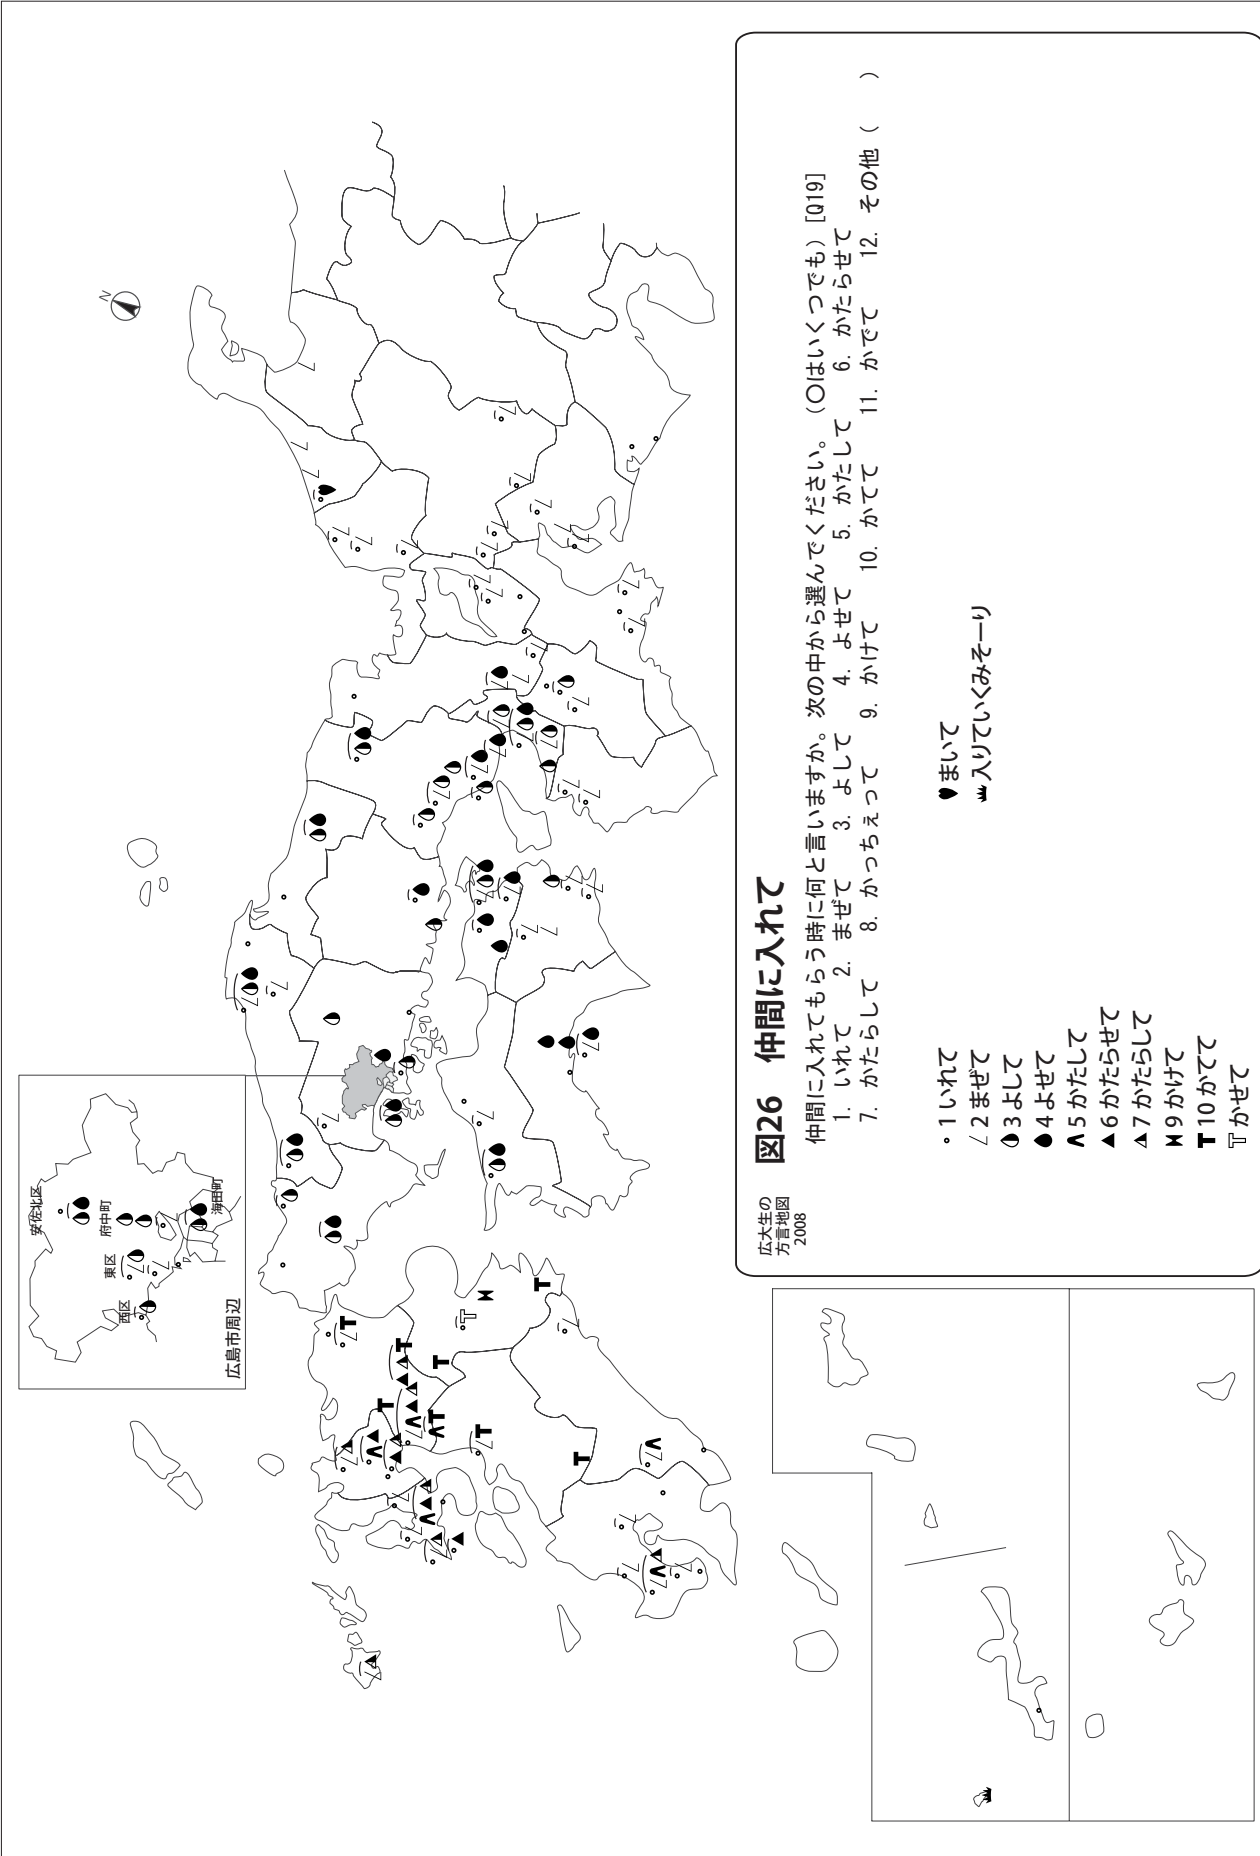 図26　仲間に入れて
広大生の
方言地図
2008
仲間に入れてもらう時に何と言いますか。次の中から選んでください。（○はいくつでも）[Q19]
1. いれて　2. まぜて　3. よして　4. よせて　5. かたして　6. かたらせて
7. かたらして　8. かっちぇって　9. かけて　10. かてて　11. かでて　12. その他（　　）
1 いれて
2 まぜて
3 よして
4 よせて
5 かたして
6 かたらせて
7 かたらして
9 かけて
10 かてて
かせて
まいて
入りていくみそーり
N
安佐北区
府中町
海田町
東区
西区
広島市周辺